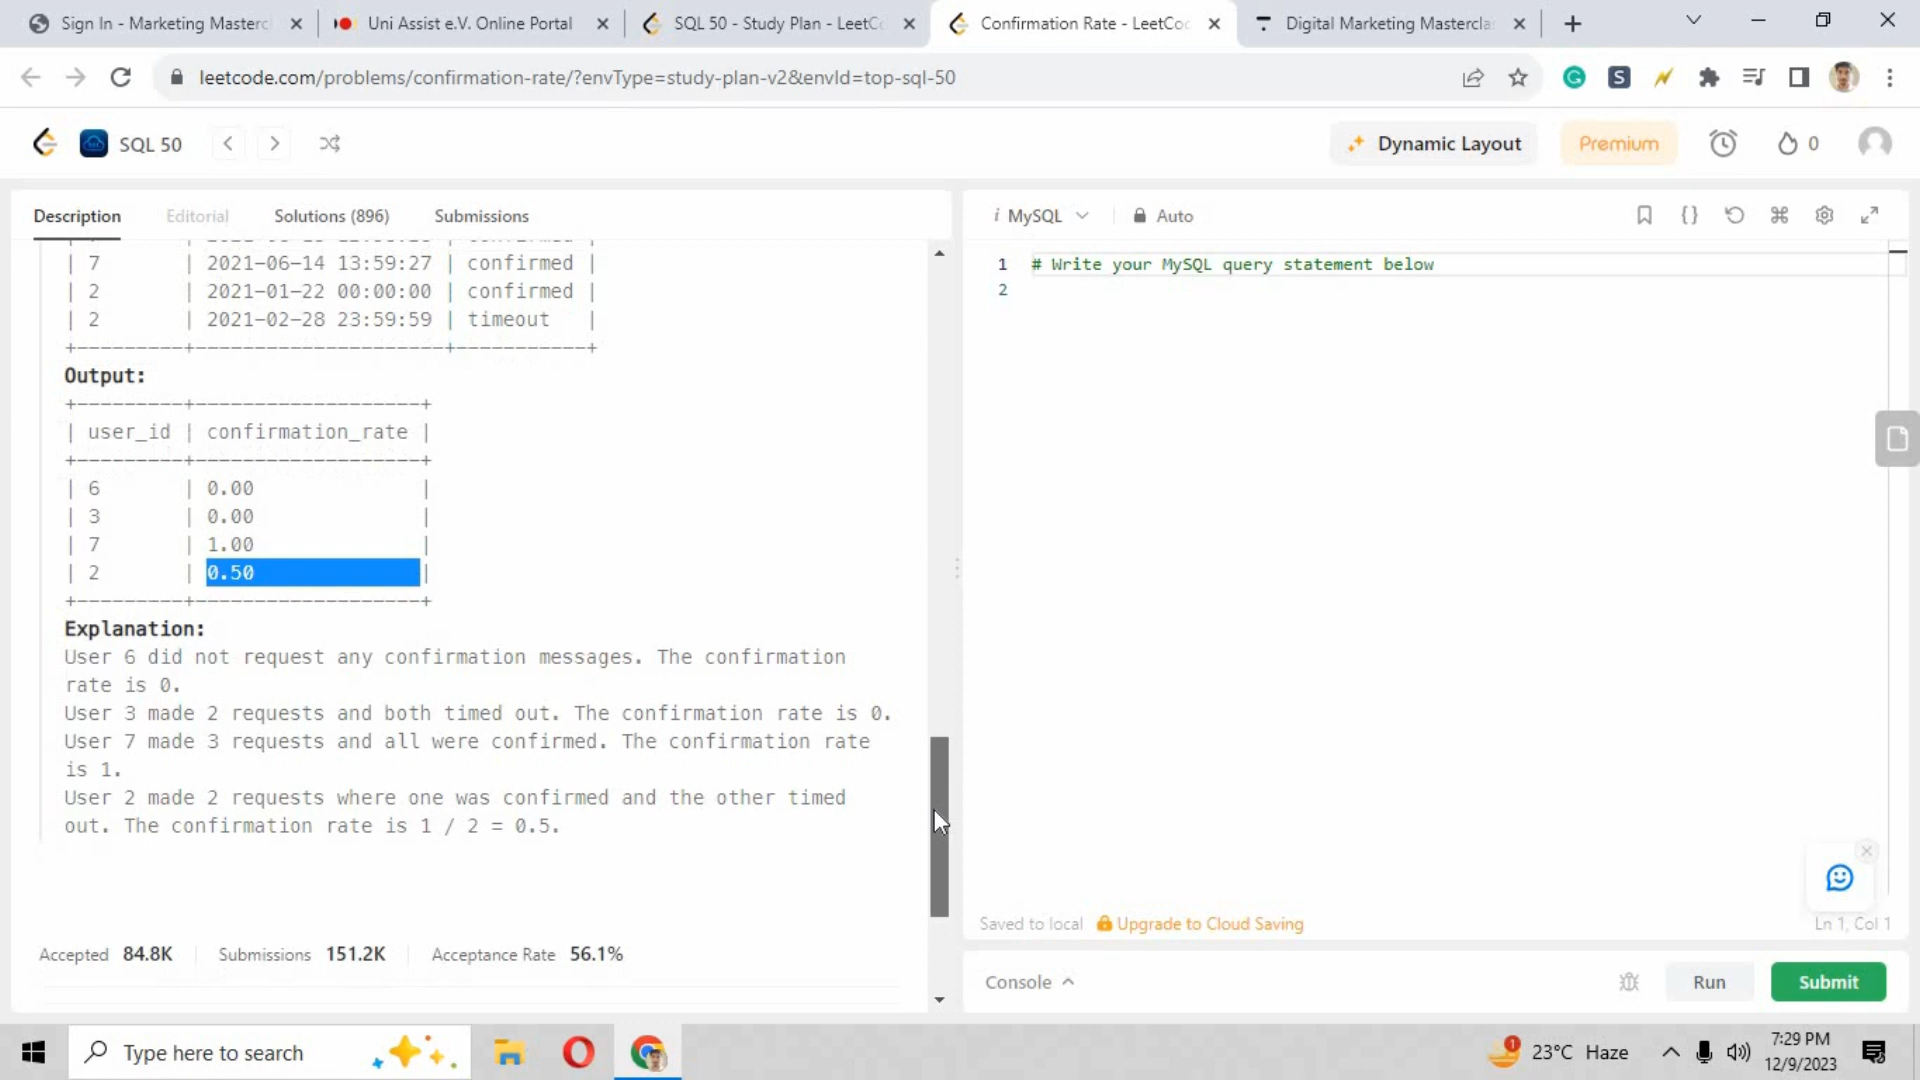 Sign In - Marketing Masterc
Uni Assist e.V. Online Portal
SQL 50 - Study Plan - LeetCo
Confirmation Rate - LeetCoc
Digital Marketing Mastercla
leetcode.com/problems/confirmation-rate/?envType=study-plan-v2&envId=top-sql-50
SQL 50
Dynamic Layout
Premium
0
Description
Editorial
Solutions (896)
Submissions
| 7 | 2021-06-14 13:59:27 | confirmed |
| 2 | 2021-01-22 00:00:00 | confirmed |
| 2 | 2021-02-28 23:59:59 | timeout |
+---------+---------------------+-----------+
Output:
+---------+-------------------+
| user_id | confirmation_rate |
+---------+-------------------+
| 6 | 0.00 |
| 3 | 0.00 |
| 7 | 1.00 |
| 2 | 0.50 |
+---------+-------------------+
Explanation:
User 6 did not request any confirmation messages. The confirmation
rate is 0.
User 3 made 2 requests and both timed out. The confirmation rate is 0.
User 7 made 3 requests and all were confirmed. The confirmation rate
is 1.
User 2 made 2 requests where one was confirmed and the other timed
out. The confirmation rate is 1 / 2 = 0.5.
Accepted 84.8K
Submissions 151.2K
Acceptance Rate 56.1%
i MySQL
Auto
1 # Write your MySQL query statement below
2
Saved to local
Upgrade to Cloud Saving
Ln 1, Col 1
Console
Run
Submit
Type here to search
1
23°C Haze
7:29 PM
12/9/2023